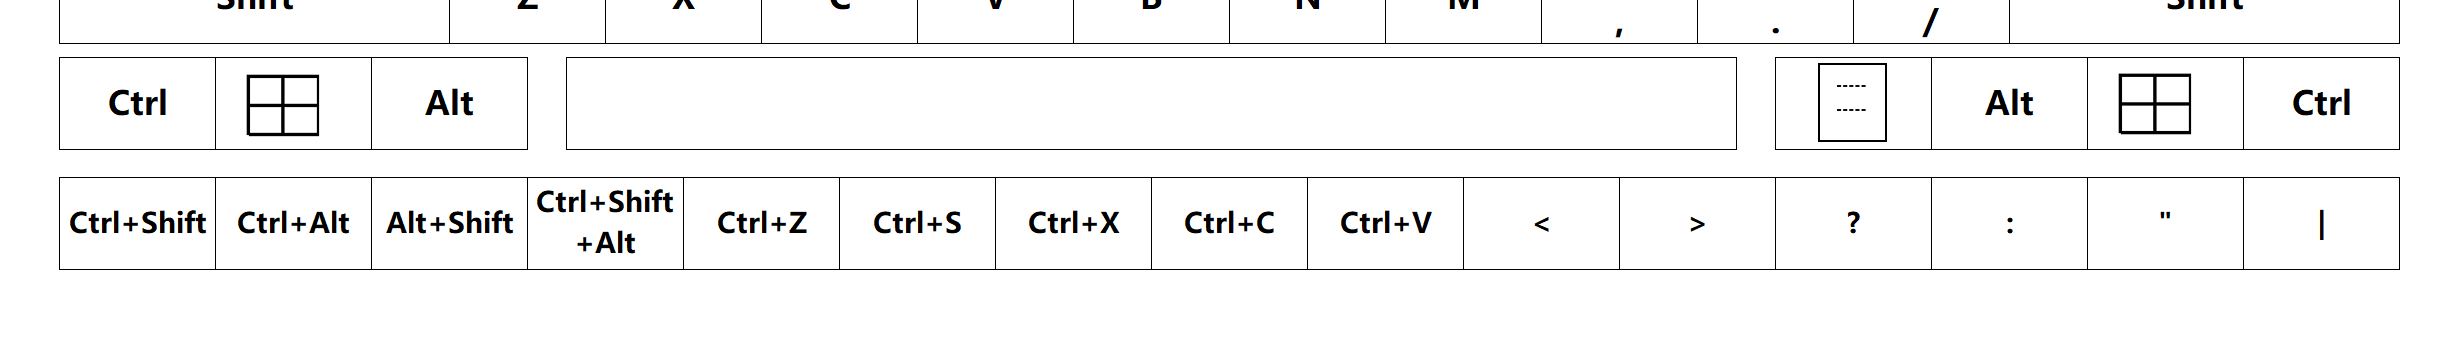 Shift Z X C V B N M , . / Shift
Ctrl Alt Alt Ctrl
Ctrl+Shift Ctrl+Alt Alt+Shift Ctrl+Shift +Alt Ctrl+Z Ctrl+S Ctrl+X Ctrl+C Ctrl+V < > ? : " |